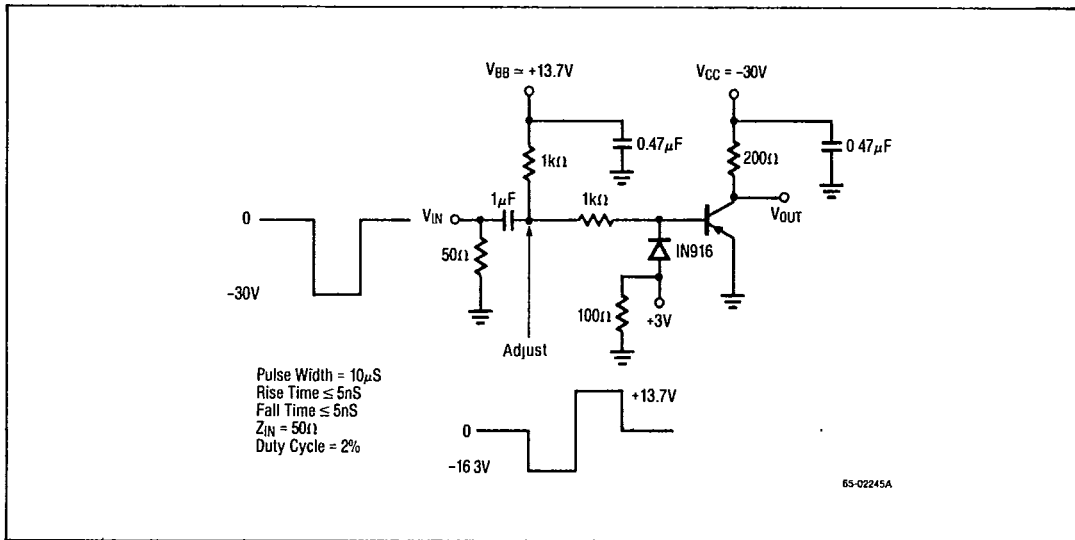 V_BB ≃ +13.7V
V_CC = -30V
0.47µF
1kΩ
0 47µF
200Ω
1µF
1kΩ
0
V_IN
V_OUT
50Ω
IN916
-30V
100Ω
+3V
Adjust
Pulse Width = 10µS
Rise Time ≤ 5nS
Fall Time ≤ 5nS
Z_IN = 50Ω
Duty Cycle = 2%
+13.7V
0
-16 3V
65-02245A